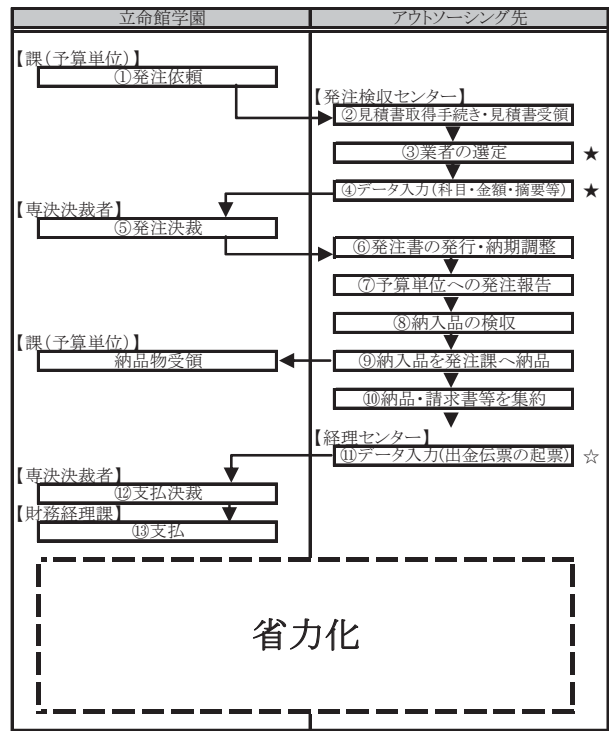 立命館学園
アウトソーシング先
【課(予算単位)】
①発注依頼
【発注検収センター】
②見積書取得手続き・見積書受領
③業者の選定 ★
④データ入力(科目・金額・摘要等) ★
【専決決裁者】
⑤発注決裁
⑥発注書の発行・納期調整
⑦予算単位への発注報告
⑧納入品の検収
【課(予算単位)】
納品物受領
⑨納入品を発注課へ納品
⑩納品・請求書等を集約
【経理センター】
⑪データ入力(出金伝票の起票) ☆
【専決決裁者】
⑫支払決裁
【財務経理課】
⑬支払
省力化